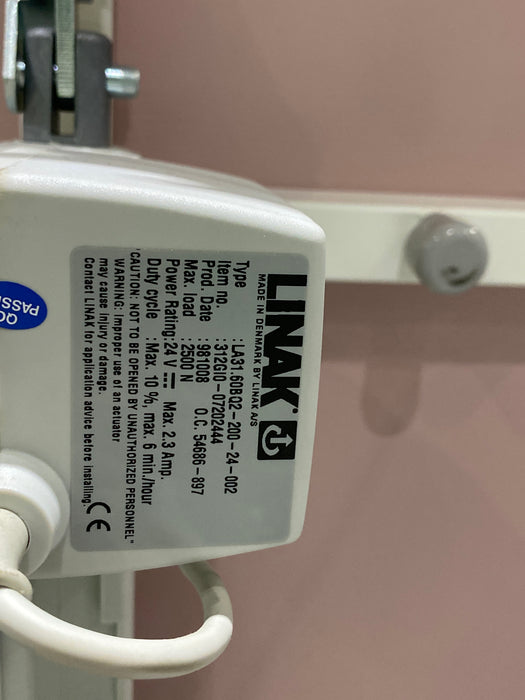 LINAK®
MADE IN DENMARK BY LINAK A/S
Type : LA31.60BQ2-200-24-002
Item no. : 312GI0-07202444
Prod. Date : 981008 O.C. 54686-897
Max. load : 2500 N
Power Rating: 24 V Max. 2.3 Amp.
Duty cycle :Max. 10 %, max. 6 min./hour
"CAUTION: NOT TO BE OPENED BY UNAUTHORIZED PERSONNEL"
WARNING: Improper use of an actuator
may cause injury or damage.
Contact LINAK for application advice before installing.
CE